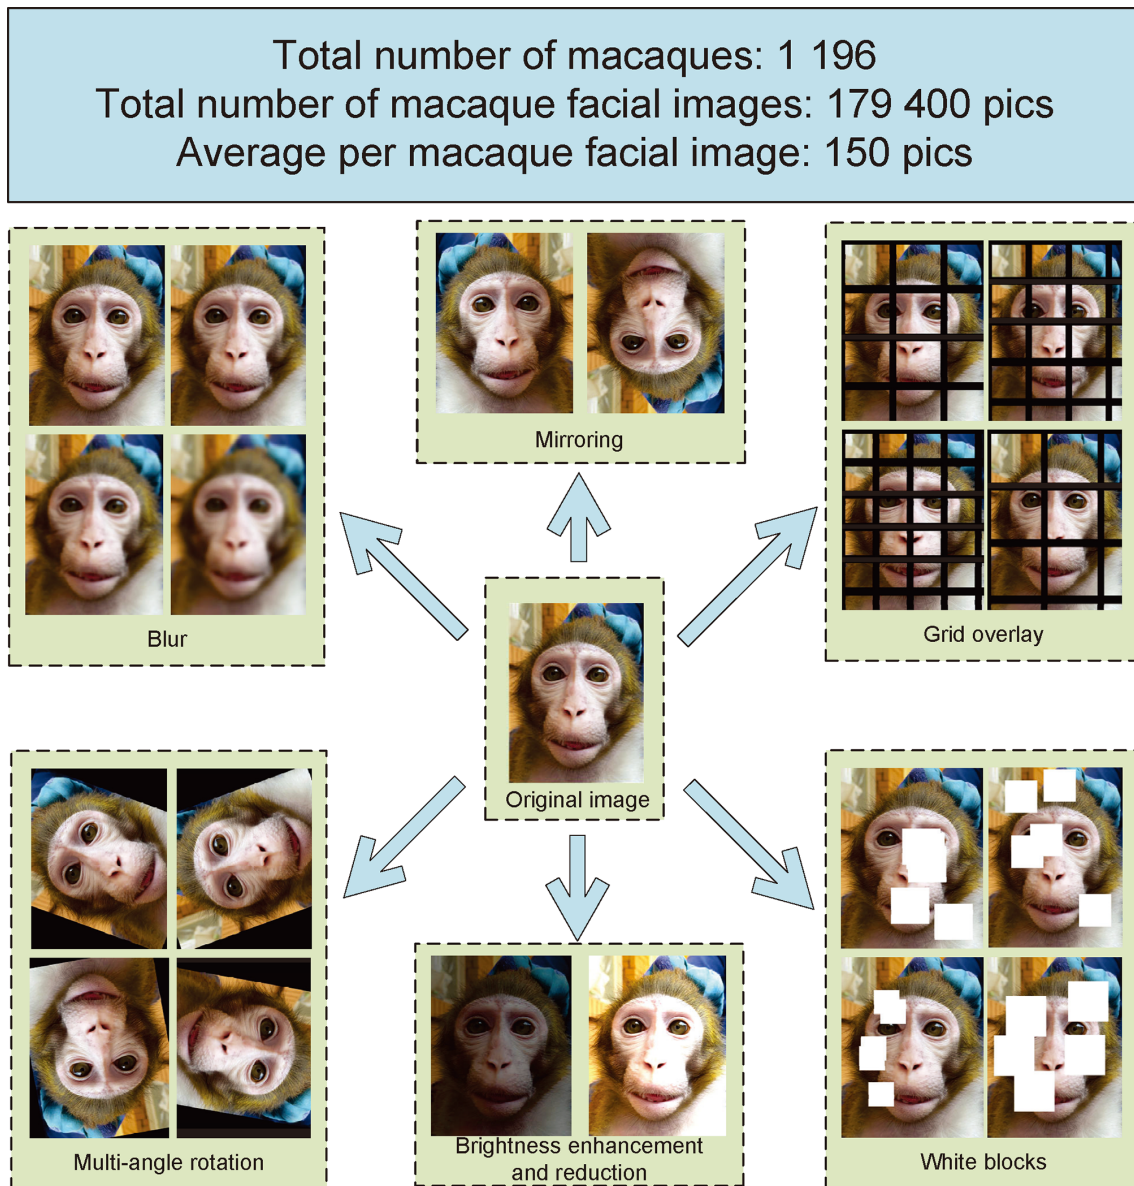 Total number of macaques: 1 196
Total number of macaque facial images: 179 400 pics
Average per macaque facial image: 150 pics
Mirroring
Blur
Grid overlay
Original image
Multi-angle rotation
Brightness enhancement
and reduction
White blocks